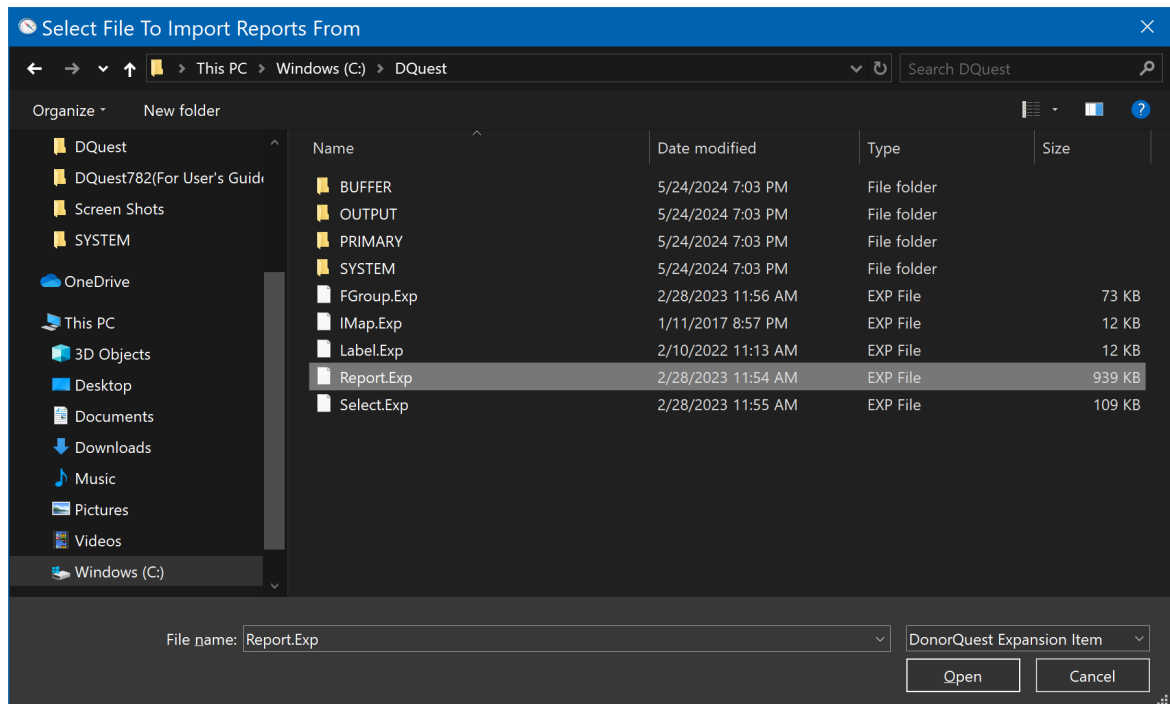 Select File To Import Reports From
This PC > Windows (C:) > DQuest
Search DQuest
Organize
New folder
Name Date modified Type Size
DQuest
DQuest782(For User's Guide
Screen Shots
SYSTEM
OneDrive
This PC
3D Objects
Desktop
Documents
Downloads
Music
Pictures
Videos
Windows (C:)
BUFFER 5/24/2024 7:03 PM File folder
OUTPUT 5/24/2024 7:03 PM File folder
PRIMARY 5/24/2024 7:03 PM File folder
SYSTEM 5/24/2024 7:03 PM File folder
FGroup.Exp 2/28/2023 11:56 AM EXP File 73 KB
IMap.Exp 1/11/2017 8:57 PM EXP File 12 KB
Label.Exp 2/10/2022 11:13 AM EXP File 12 KB
Report.Exp 2/28/2023 11:54 AM EXP File 939 KB
Select.Exp 2/28/2023 11:55 AM EXP File 109 KB
File name: Report.Exp
DonorQuest Expansion Item
Open Cancel